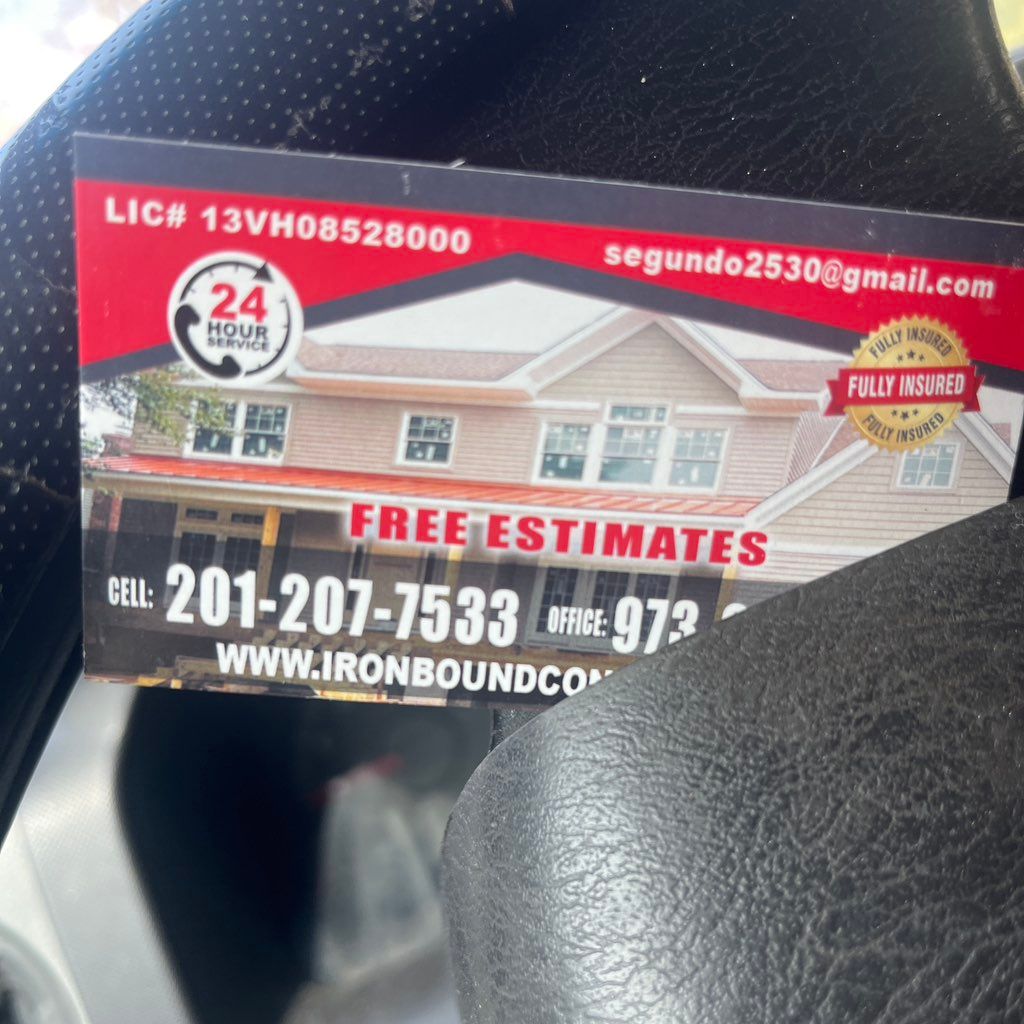 LIC# 13VH08528000
segundo2530@gmail.com
24
HOUR
SERVICE
FULLY INSURED
FULLY INSURED
FULLY INSURED
FREE ESTIMATES
CELL: 201-207-7533 OFFICE: 973
WWW.IRONBOUNDCON